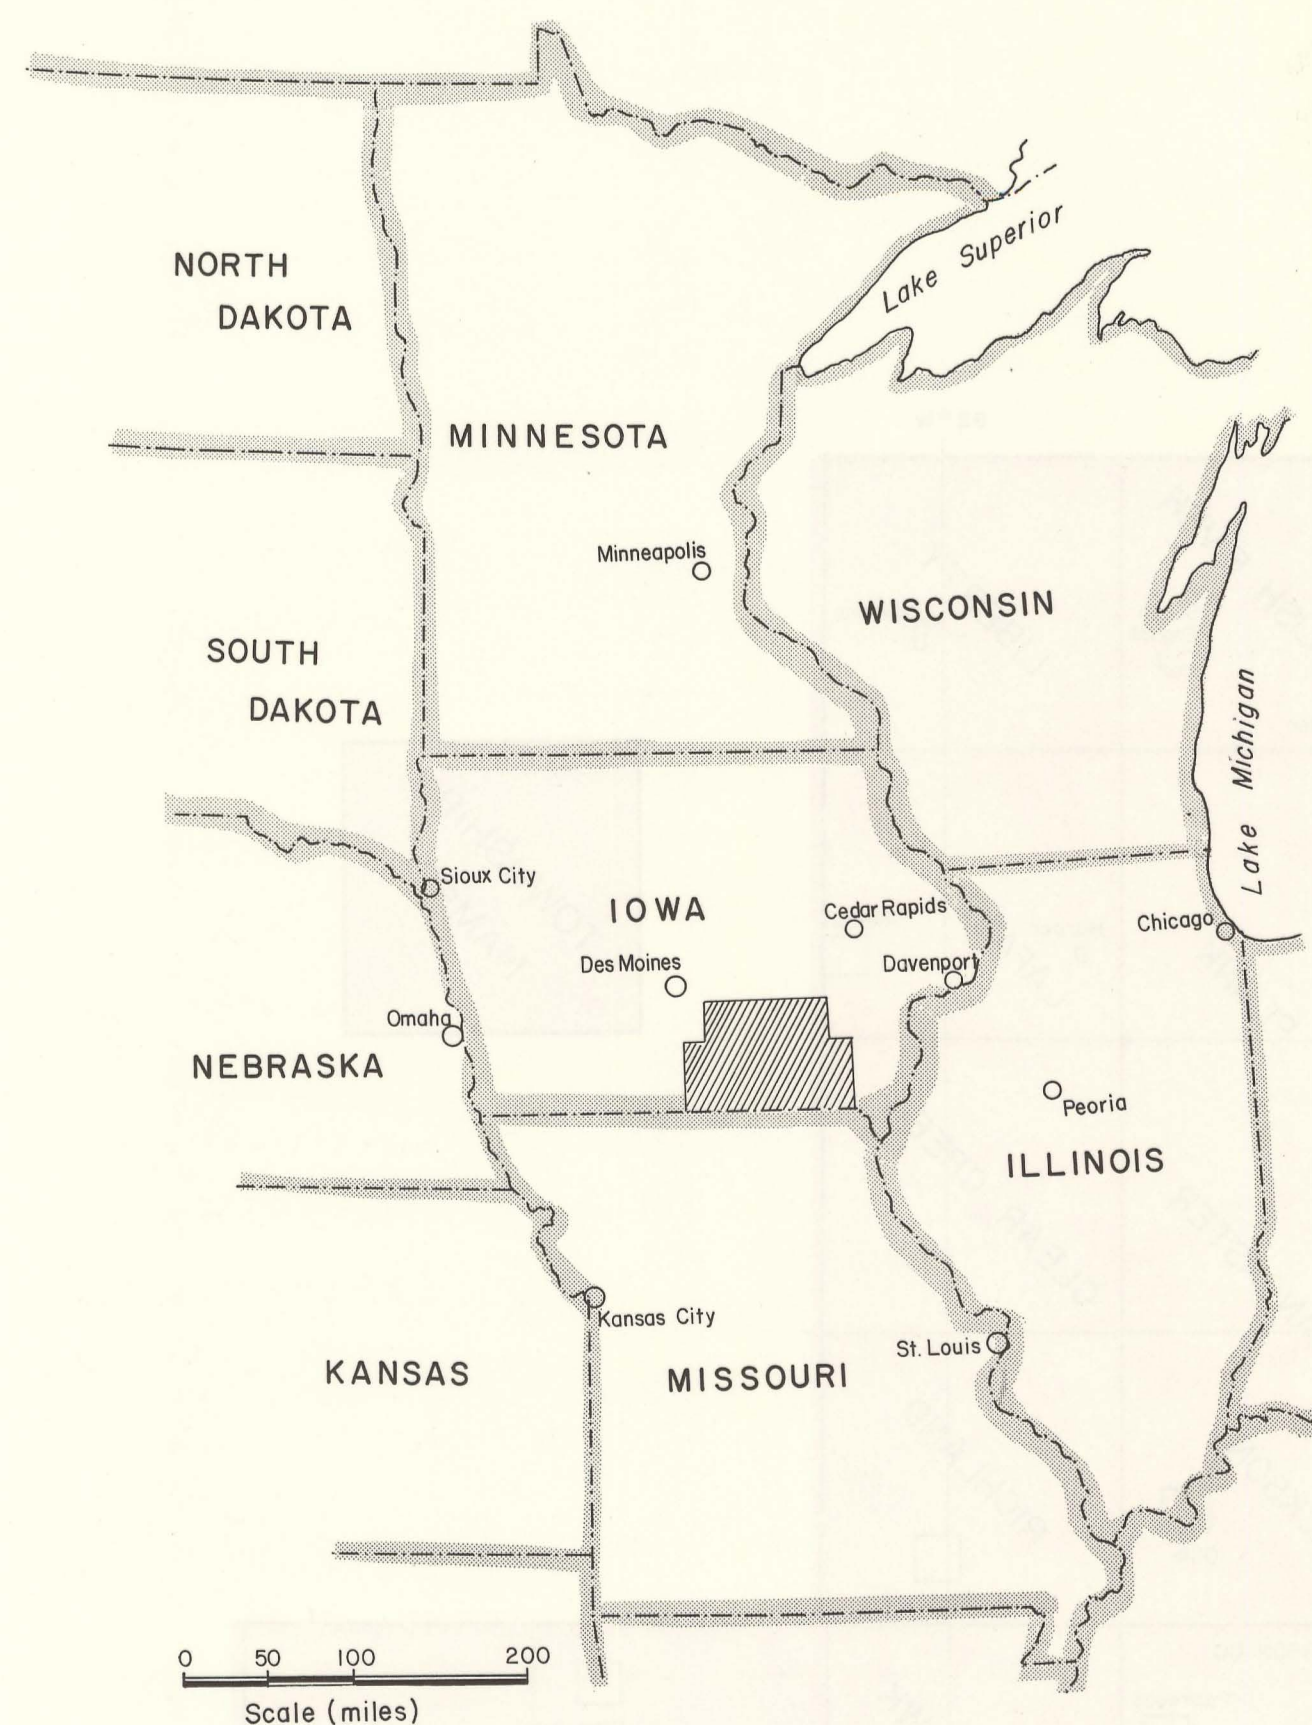 Lake Superior
NORTH
DAKOTA
MINNESOTA
Minneapolis
WISCONSIN
SOUTH
DAKOTA
Lake Michigan
Sioux City
IOWA
Cedar Rapids
Chicago
Des Moines
Davenport
Omaha
NEBRASKA
Peoria
ILLINOIS
Kansas City
St. Louis
KANSAS
MISSOURI
0 50 100 200
Scale (miles)